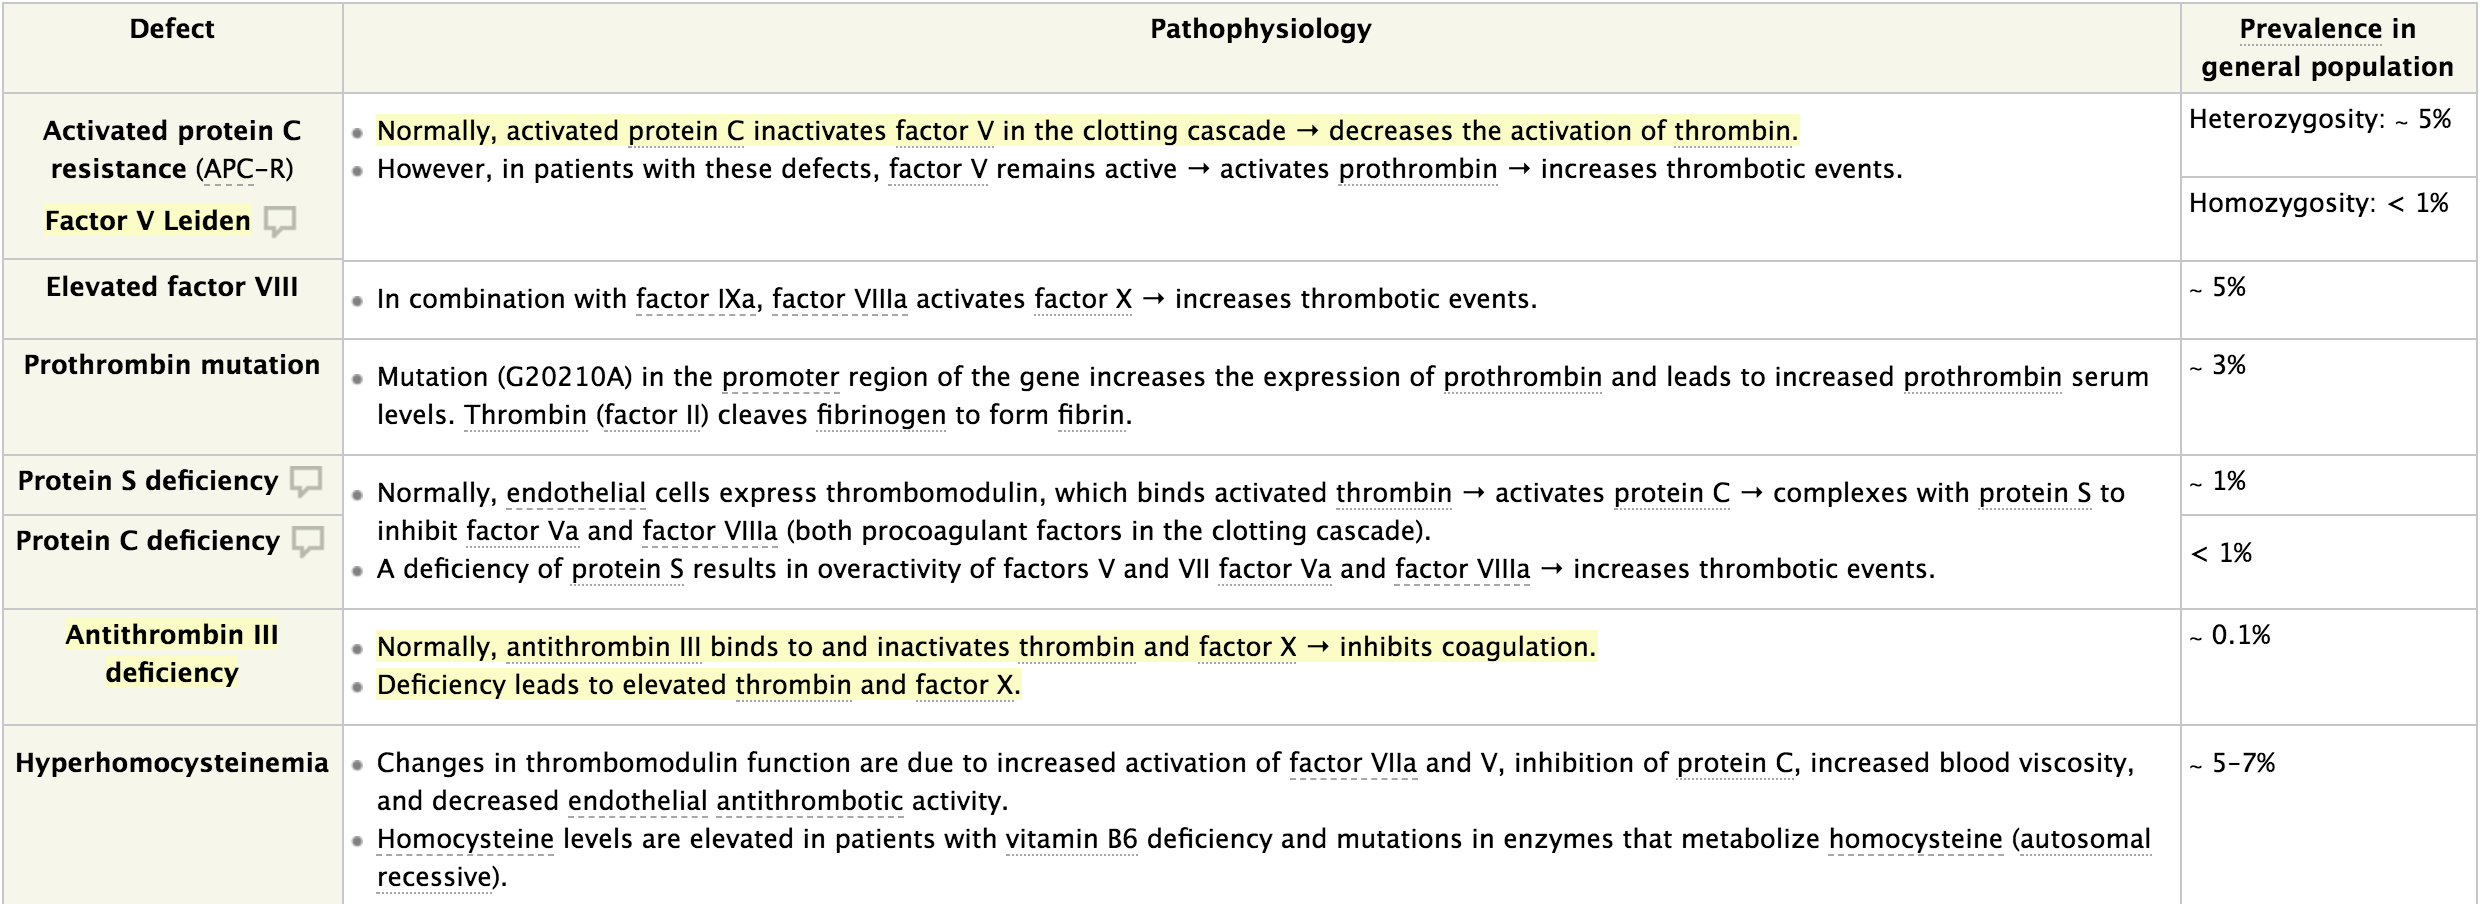 Defect
Pathophysiology
Prevalence in
general population
Activated protein C
resistance (APC-R)
Factor V Leiden
• Normally, activated protein C inactivates factor V in the clotting cascade → decreases the activation of thrombin.
• However, in patients with these defects, factor V remains active → activates prothrombin → increases thrombotic events.
Heterozygosity: ~ 5%
Homozygosity: < 1%
Elevated factor VIII
• In combination with factor IXa, factor VIIIa activates factor X → increases thrombotic events.
~ 5%
Prothrombin mutation
• Mutation (G20210A) in the promoter region of the gene increases the expression of prothrombin and leads to increased prothrombin serum
levels. Thrombin (factor II) cleaves fibrinogen to form fibrin.
~ 3%
Protein S deficiency
Protein C deficiency
• Normally, endothelial cells express thrombomodulin, which binds activated thrombin → activates protein C → complexes with protein S to
inhibit factor Va and factor VIIIa (both procoagulant factors in the clotting cascade).
• A deficiency of protein S results in overactivity of factors V and VII factor Va and factor VIIIa → increases thrombotic events.
~ 1%
< 1%
Antithrombin III
deficiency
• Normally, antithrombin III binds to and inactivates thrombin and factor X → inhibits coagulation.
• Deficiency leads to elevated thrombin and factor X.
~ 0.1%
Hyperhomocysteinemia
• Changes in thrombomodulin function are due to increased activation of factor VIIa and V, inhibition of protein C, increased blood viscosity,
and decreased endothelial antithrombotic activity.
• Homocysteine levels are elevated in patients with vitamin B6 deficiency and mutations in enzymes that metabolize homocysteine (autosomal
recessive).
~ 5-7%